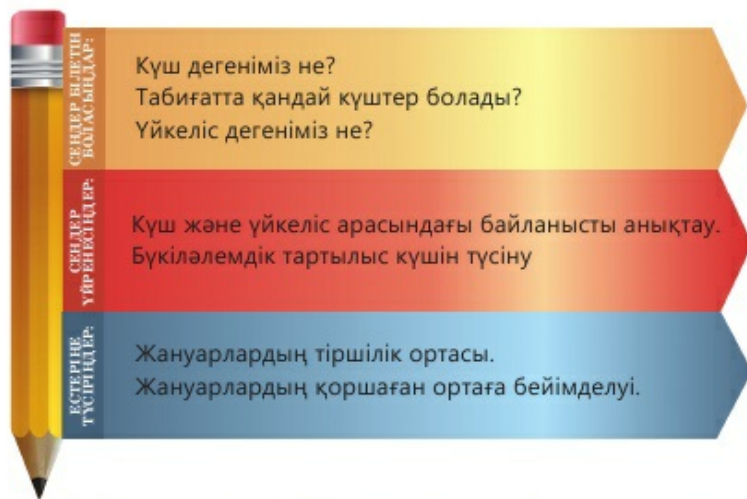 СЕНДЕР БІЛЕТІН
БОЛАСЫҢДАР:
Күш дегеніміз не?
Табиғатта қандай күштер болады?
Үйкеліс дегеніміз не?
СЕНДЕР
ҮЙРЕНЕСІҢДЕР:
Күш және үйкеліс арасындағы байланысты анықтау.
Бүкіләлемдік тартылыс күшін түсіну
ЕСТЕРІҢЕ
ТҮСІРІҢДЕР:
Жануарлардың тіршілік ортасы.
Жануарлардың қоршаған ортаға бейімделуі.